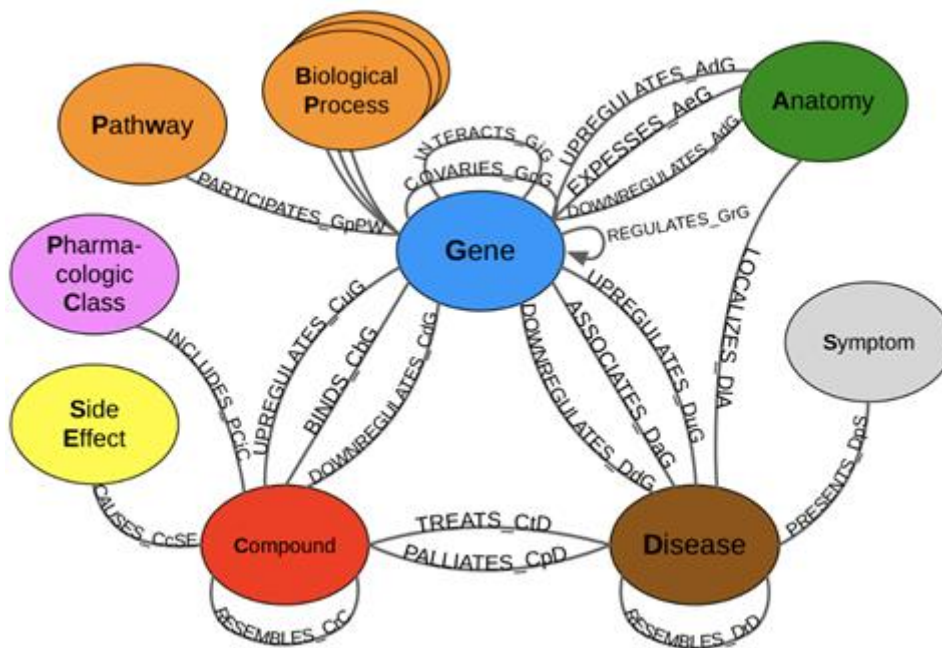 Biological
Process
Pathway
Anatomy
UPREGULATES_AdG
EXPESSES_AeG
DOWNREGULATES_AdG
INTERACTS_GiG
COVARIES_GcG
PARTICIPATES_GpPW
Gene
REGULATES_GrG
Pharma-
cologic
Class
LOCALIZES_DlA
Symptom
INCLUDES_PCiC
UPREGULATES_CuG
BINDS_CbG
DOWNREGULATES_CdG
DOWNREGULATES_DdG
ASSOCIATES_DaG
UPREGULATES_DuG
Side
Effect
PRESENTS_DpS
CAUSES_CcSE
Compound
TREATS_CtD
PALLIATES_CpD
Disease
RESEMBLES_CrC
RESEMBLES_DrD